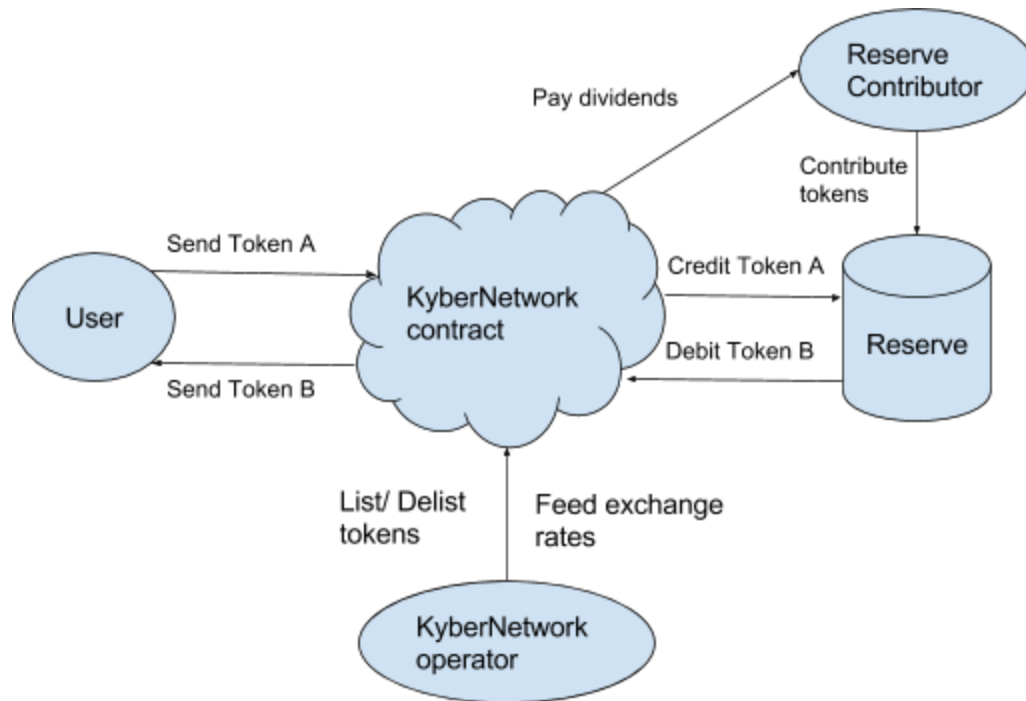 Reserve
Contributor
Pay dividends
Contribute
tokens
Send Token A
Credit Token A
KyberNetwork
contract
User
Reserve
Debit Token B
Send Token B
List/ Delist
tokens
Feed exchange
rates
KyberNetwork
operator